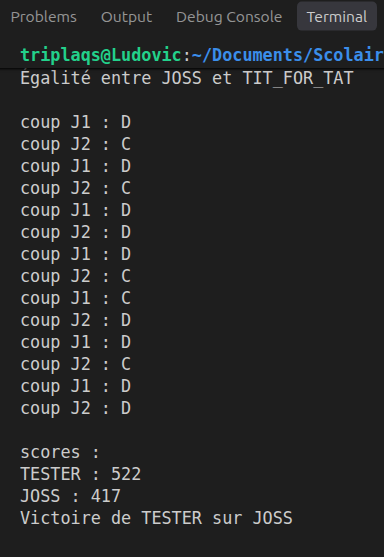 Problems Output Debug Console Terminal
triplaqs@Ludovic:~/Documents/Scolair
Égalité entre JOSS et TIT_FOR_TAT
coup J1 : D
coup J2 : C
coup J1 : D
coup J2 : C
coup J1 : D
coup J2 : D
coup J1 : D
coup J2 : C
coup J1 : C
coup J2 : D
coup J1 : D
coup J2 : C
coup J1 : D
coup J2 : D
scores :
TESTER : 522
JOSS : 417
Victoire de TESTER sur JOSS